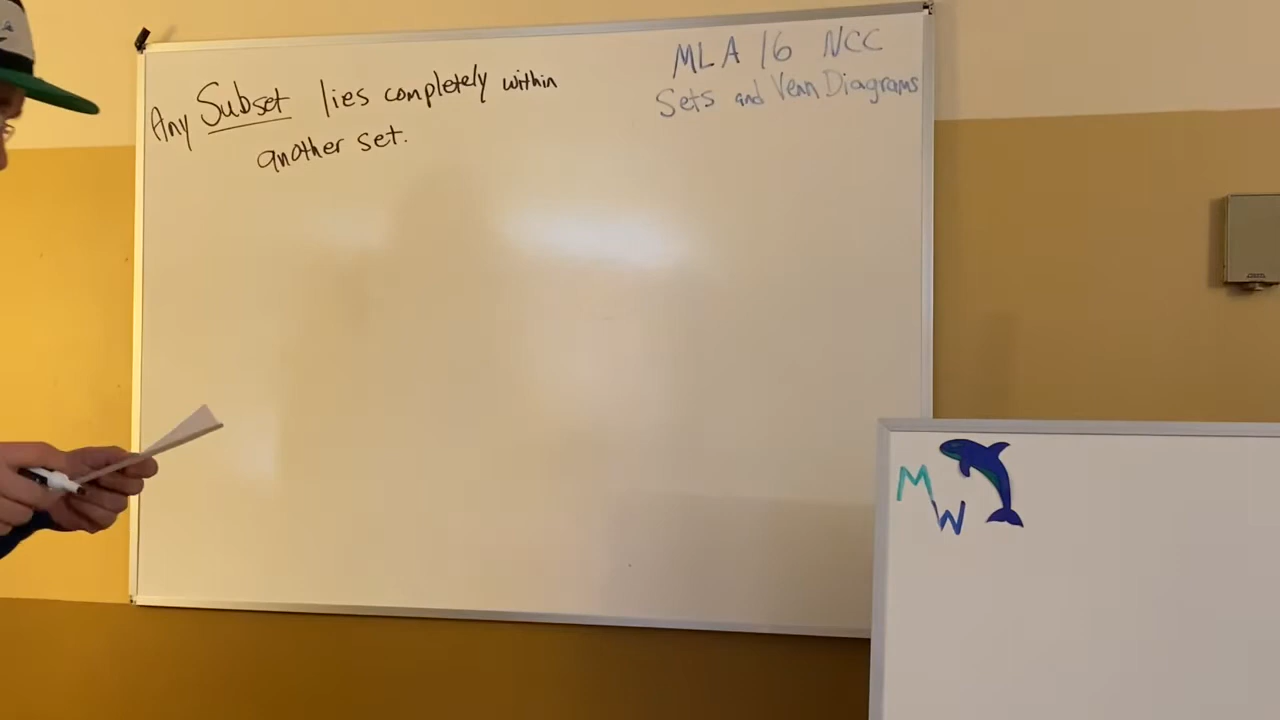 Any Subset lies completely within
another set.
MLA 16 NCC
Sets and Venn Diagrams
M
W